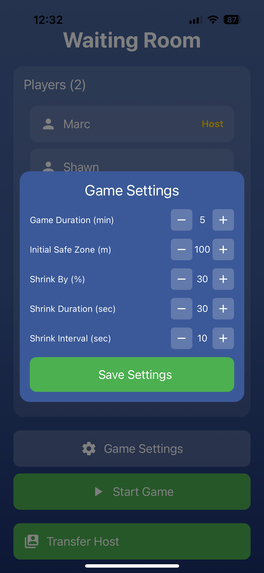 12:32
87
Waiting Room
Players (2)
Marc Host
Shawn
Game Settings
Game Duration (min) − 5 +
Initial Safe Zone (m) − 100 +
Shrink By (%) − 30 +
Shrink Duration (sec) − 30 +
Shrink Interval (sec) − 10 +
Save Settings
Game Settings
Start Game
Transfer Host